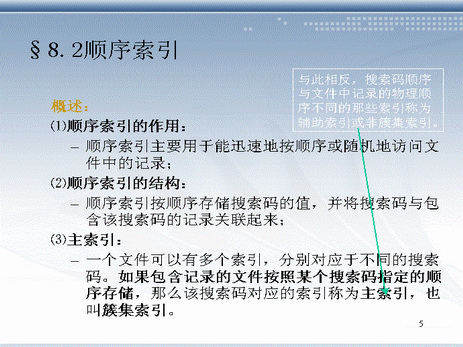 §8.2顺序索引
与此相反，搜索码顺序
与文件中记录的物理顺
序不同的那些索引称为
辅助索引或非簇集索引。
概述：
⑴顺序索引的作用：
– 顺序索引主要用于能迅速地按顺序或随机地访问文
件中的记录；
⑵顺序索引的结构：
– 顺序索引按顺序存储搜索码的值，并将搜索码与包
含该搜索码的记录关联起来；
⑶主索引：
– 一个文件可以有多个索引，分别对应于不同的搜索
码。如果包含记录的文件按照某个搜索码指定的顺
序存储，那么该搜索码对应的索引称为主索引，也
叫簇集索引。
5